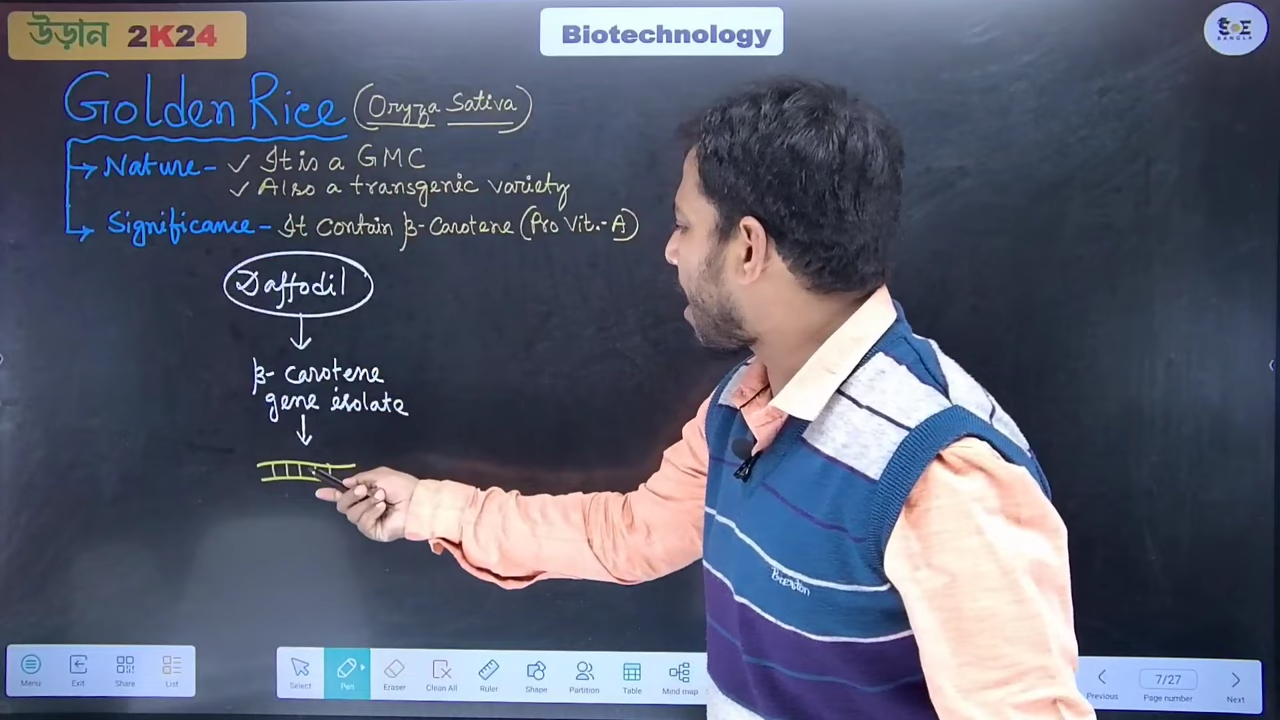 উড়ান 2K24
Biotechnology
BANGLA
Golden Rice (Oryza Sativa)
Nature - ✓ It is a GMC
✓ Also a transgenic variety
Significance - It contain β-Carotene (Pro Vit.-A)
Daffodil
β- carotene
gene isolate
Menu
Exit
Share
List
Select
Pen
Eraser
Clean All
Ruler
Shape
Partition
Table
Mind map
Previous
7/27
Page number
Next